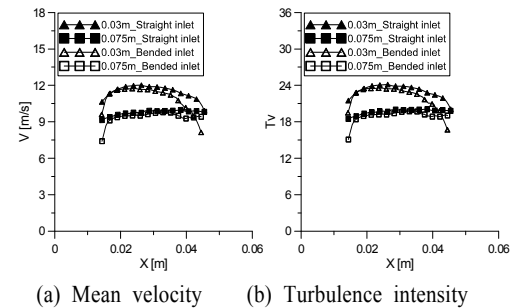 18
15
12
9
6
3
0
V [m/s]
0.03m_Straight inlet
0.075m_Straight inlet
0.03m_Bended inlet
0.075m_Bended inlet
0 0.02 0.04 0.06
X [m]
36
30
24
18
12
6
0
Tv
0.03m_Straight inlet
0.075m_Straight inlet
0.03m_Bended inlet
0.075m_Bended inlet
0 0.02 0.04 0.06
X [m]
(a) Mean velocity (b) Turbulence intensity